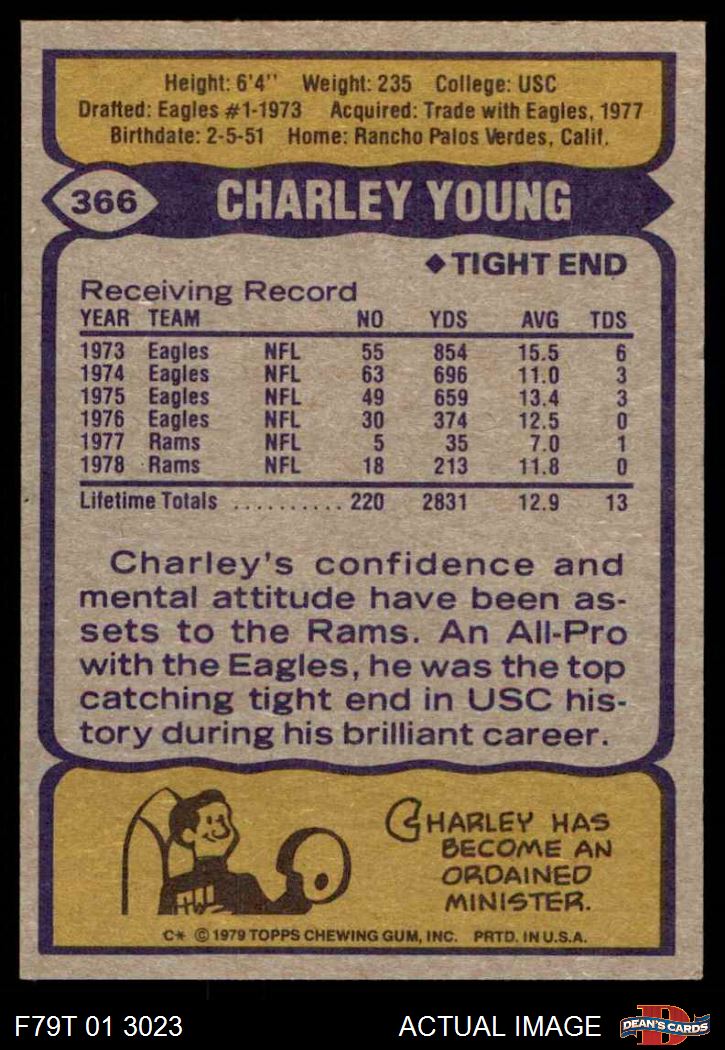 Height: 6'4" Weight: 235 College: USC
Drafted: Eagles #1-1973 Acquired: Trade with Eagles, 1977
Birthdate: 2-5-51 Home: Rancho Palos Verdes, Calif.
366 CHARLEY YOUNG
◆TIGHT END
Receiving Record
YEAR TEAM NO YDS AVG TDS
1973 Eagles NFL 55 854 15.5 6
1974 Eagles NFL 63 696 11.0 3
1975 Eagles NFL 49 659 13.4 3
1976 Eagles NFL 30 374 12.5 0
1977 Rams NFL 5 35 7.0 1
1978 Rams NFL 18 213 11.8 0
Lifetime Totals .......... 220 2831 12.9 13
Charley's confidence and
mental attitude have been as-
sets to the Rams. An All-Pro
with the Eagles, he was the top
catching tight end in USC his-
tory during his brilliant career.
CHARLEY HAS
BECOME AN
ORDAINED
MINISTER.
C* © 1979 TOPPS CHEWING GUM, INC. PRTD. IN U.S.A.
F79T 01 3023 ACTUAL IMAGE D DEAN'S CARDS